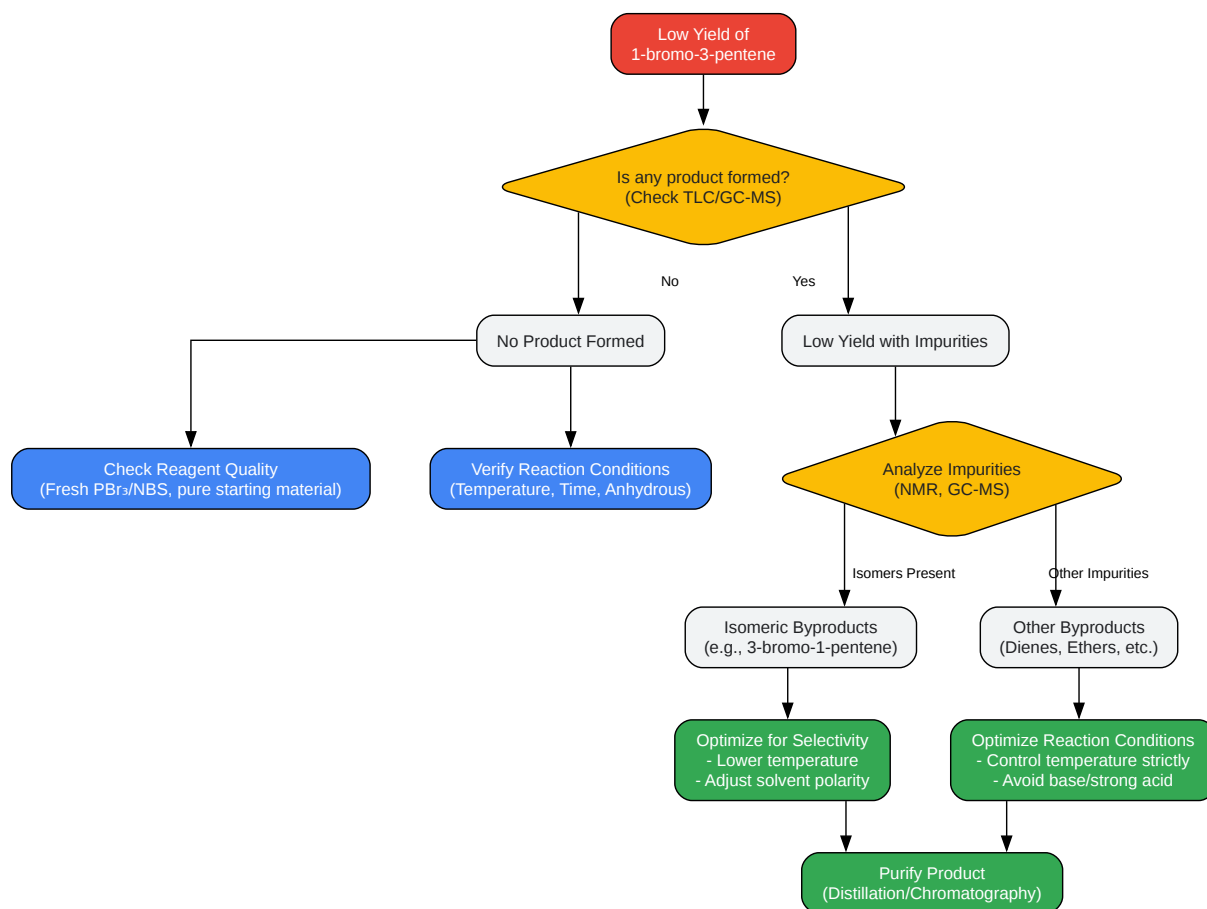 Low Yield of
1-bromo-3-pentene
Is any product formed?
(Check TLC/GC-MS)
No
Yes
No Product Formed
Low Yield with Impurities
Check Reagent Quality
(Fresh PBr₃/NBS, pure starting material)
Verify Reaction Conditions
(Temperature, Time, Anhydrous)
Analyze Impurities
(NMR, GC-MS)
Isomers Present
Other Impurities
Isomeric Byproducts
(e.g., 3-bromo-1-pentene)
Other Byproducts
(Dienes, Ethers, etc.)
Optimize for Selectivity
- Lower temperature
- Adjust solvent polarity
Optimize Reaction Conditions
- Control temperature strictly
- Avoid base/strong acid
Purify Product
(Distillation/Chromatography)